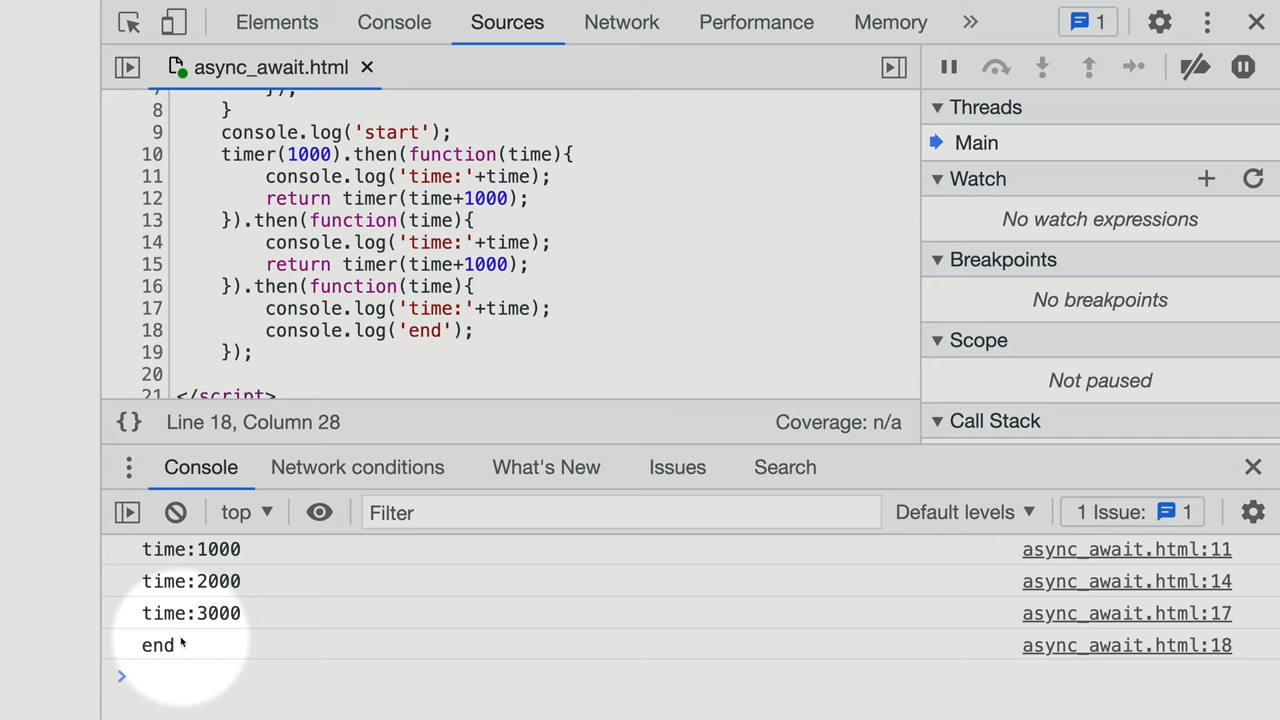 Elements Console Sources Network Performance Memory » 1
async_await.html
7 });
8 }
9 console.log('start');
10 timer(1000).then(function(time){
11 console.log('time:'+time);
12 return timer(time+1000);
13 }).then(function(time){
14 console.log('time:'+time);
15 return timer(time+1000);
16 }).then(function(time){
17 console.log('time:'+time);
18 console.log('end');
19 });
20
21 </script>
{} Line 18, Column 28 Coverage: n/a
Threads
Main
Watch
No watch expressions
Breakpoints
No breakpoints
Scope
Not paused
Call Stack
Console Network conditions What's New Issues Search
top Filter Default levels 1 Issue: 1
time:1000 async_await.html:11
time:2000 async_await.html:14
time:3000 async_await.html:17
end async_await.html:18